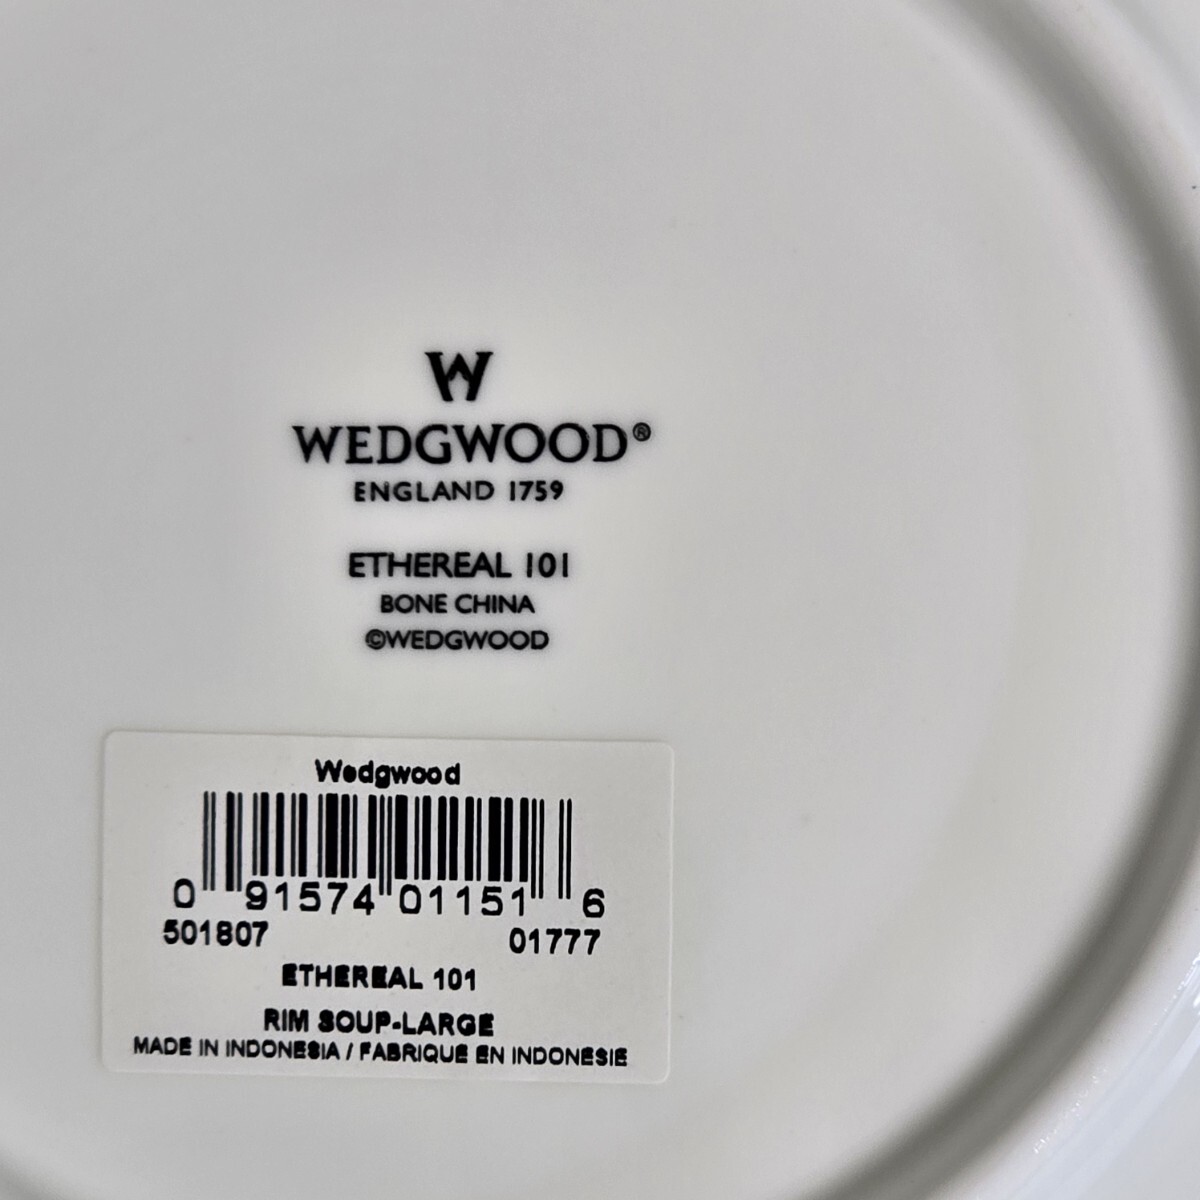 W
WEDGWOOD®
ENGLAND 1759
ETHEREAL 101
BONE CHINA
©WEDGWOOD
Wedgwood
0 91574 01151 6
501807 01777
ETHEREAL 101
RIM SOUP-LARGE
MADE IN INDONESIA / FABRIQUE EN INDONESIE